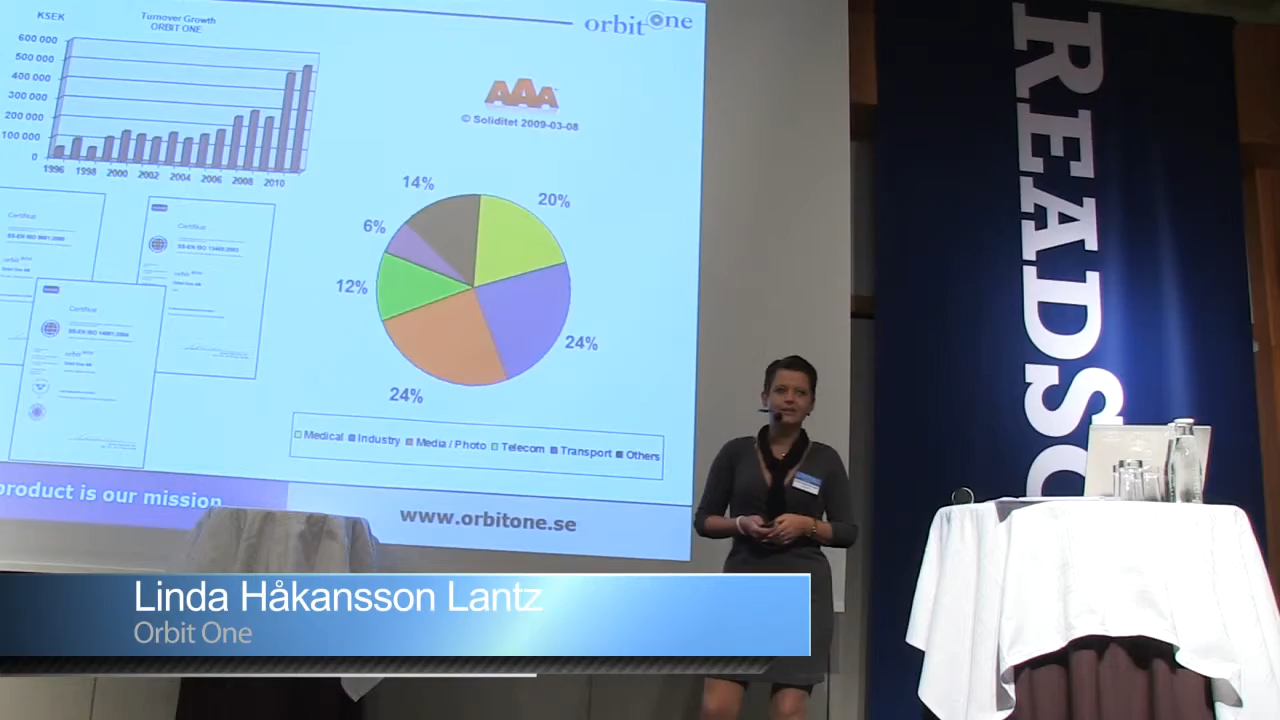 KSEK
Turnover Growth
ORBIT ONE
600 000
500 000
400 000
300 000
200 000
100 000
0
1996 1998 2000 2002 2004 2006 2008 2010
orbit One
AAA
© Soliditet 2009-03-08
14%
20%
6%
12%
24%
24%
Medical Industry Media / Photo Telecom Transport Others
Certifikat
Certifikat
Certifikat
product is our mission
www.orbitone.se
READSO
Linda Håkansson Lantz
Orbit One